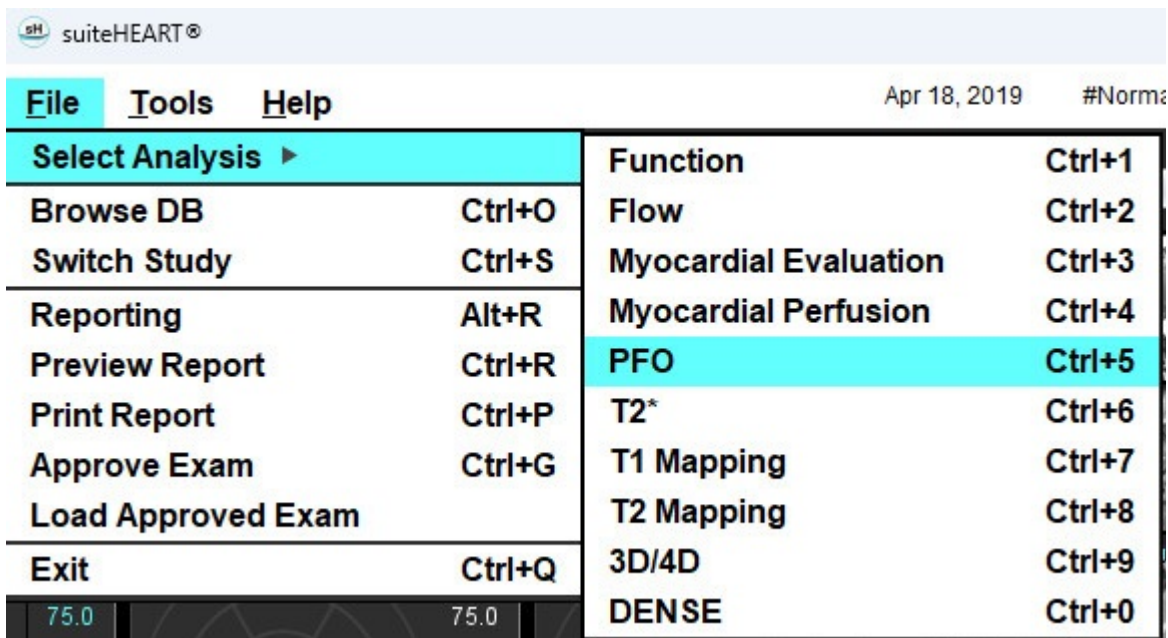 sH suiteHEART®
File Tools Help Apr 18, 2019 #Norma
Select Analysis ▶
Browse DB Ctrl+O
Switch Study Ctrl+S
Reporting Alt+R
Preview Report Ctrl+R
Print Report Ctrl+P
Approve Exam Ctrl+G
Load Approved Exam
Exit Ctrl+Q
Function Ctrl+1
Flow Ctrl+2
Myocardial Evaluation Ctrl+3
Myocardial Perfusion Ctrl+4
PFO Ctrl+5
T2* Ctrl+6
T1 Mapping Ctrl+7
T2 Mapping Ctrl+8
3D/4D Ctrl+9
DENSE Ctrl+0
75.0 75.0